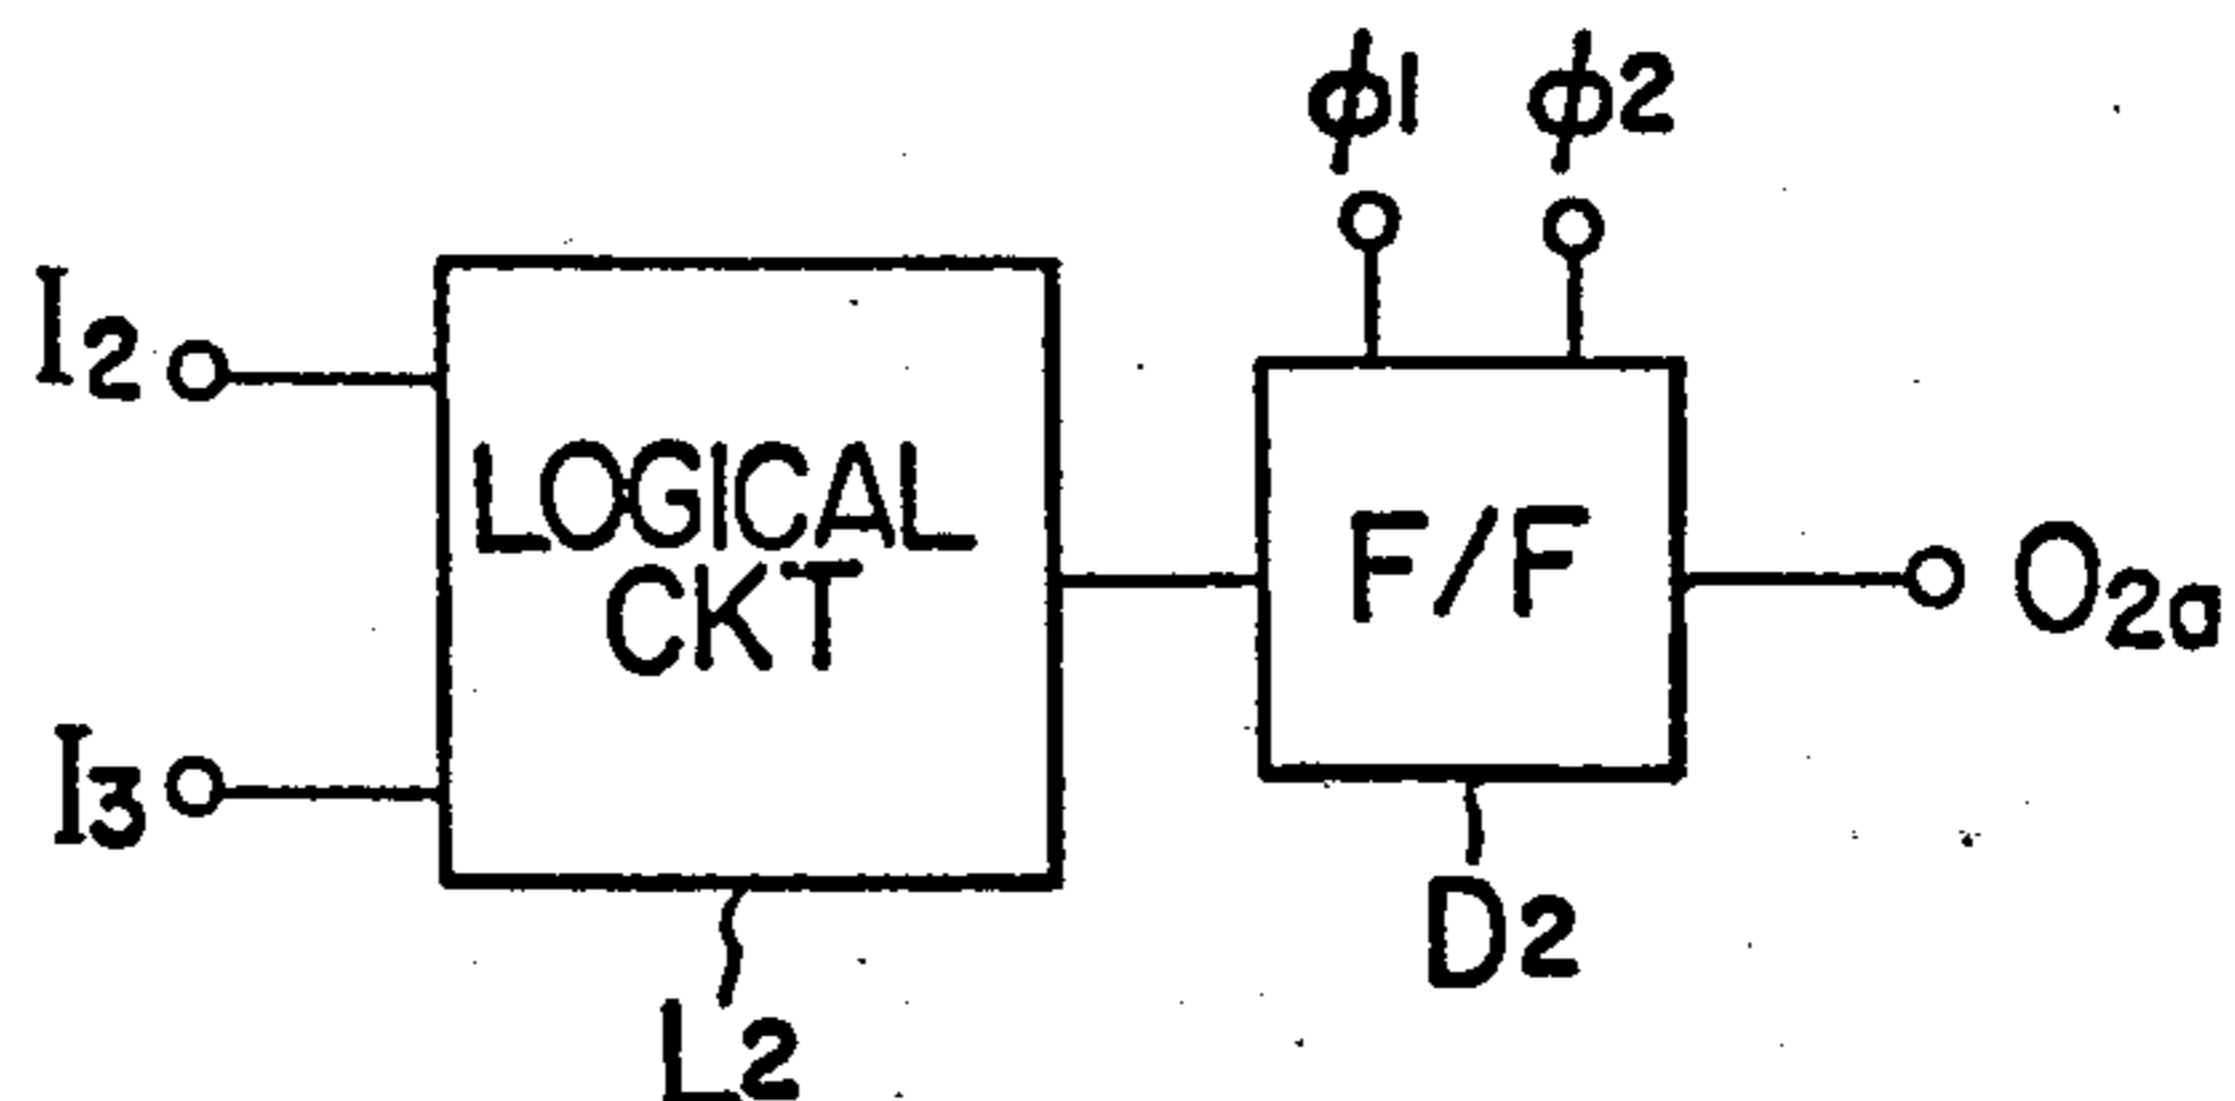 ϕ1 ϕ2
I2
LOGICAL
CKT
F/F
O2a
I3
D2
L2